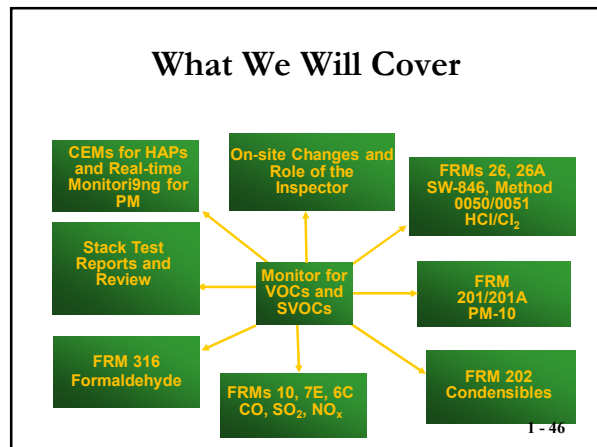 What We Will Cover
CEMs for HAPs
and Real-time
Monitori9ng for
PM
On-site Changes and
Role of the
Inspector
FRMs 26, 26A
SW-846, Method
0050/0051
HCl/Cl₂
Stack Test
Reports and
Review
Monitor for
VOCs and
SVOCs
FRM
201/201A
PM-10
FRM 316
Formaldehyde
FRMs 10, 7E, 6C
CO, SO₂, NOₓ
FRM 202
Condensibles
1 - 46